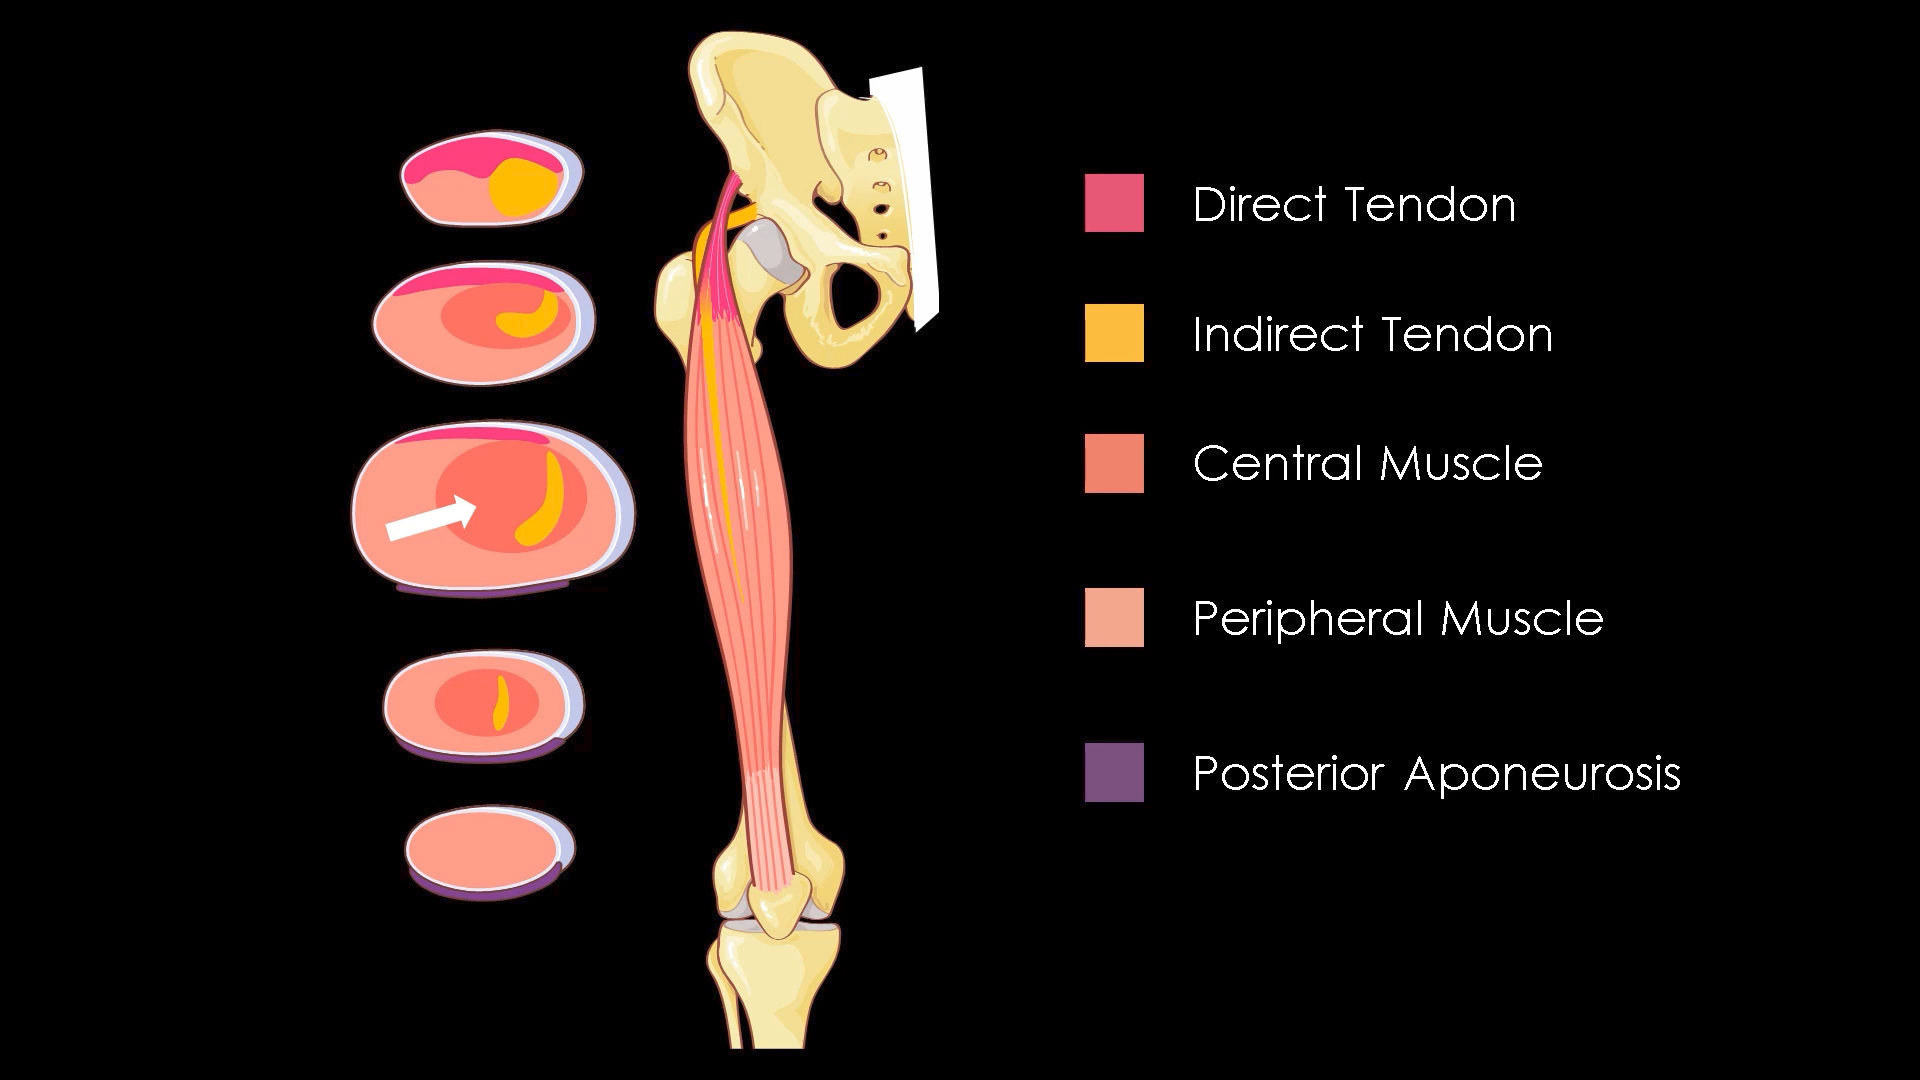 Direct Tendon
Indirect Tendon
Central Muscle
Peripheral Muscle
Posterior Aponeurosis